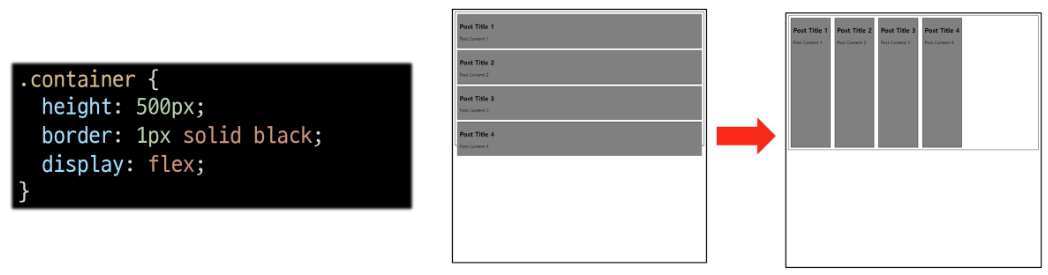 .container {
height: 500px;
border: 1px solid black;
display: flex;
}
Post Title 1
Post Content 1
Post Title 2
Post Content 2
Post Title 3
Post Content 3
Post Title 4
Post Content 4
Post Title 1 Post Title 2 Post Title 3 Post Title 4
Post Content 1 Post Content 2 Post Content 3 Post Content 4